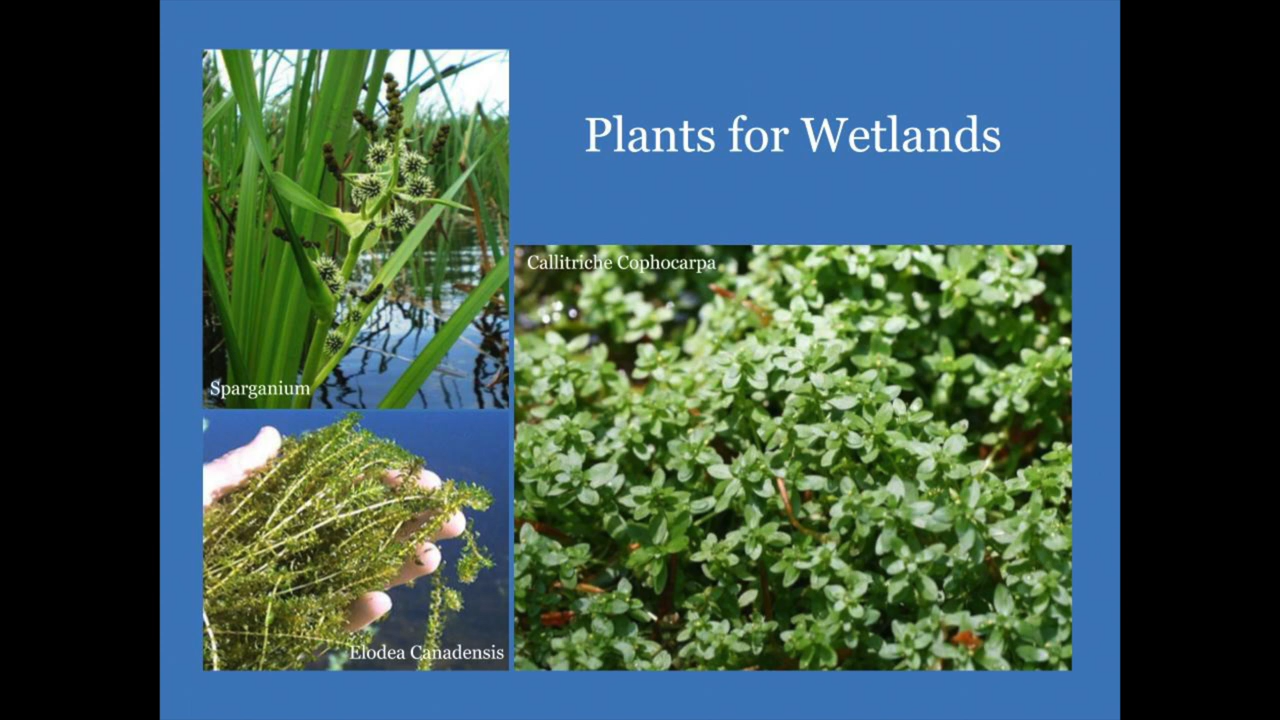 Plants for Wetlands
Sparganium
Callitriche Cophocarpa
Elodea Canadensis